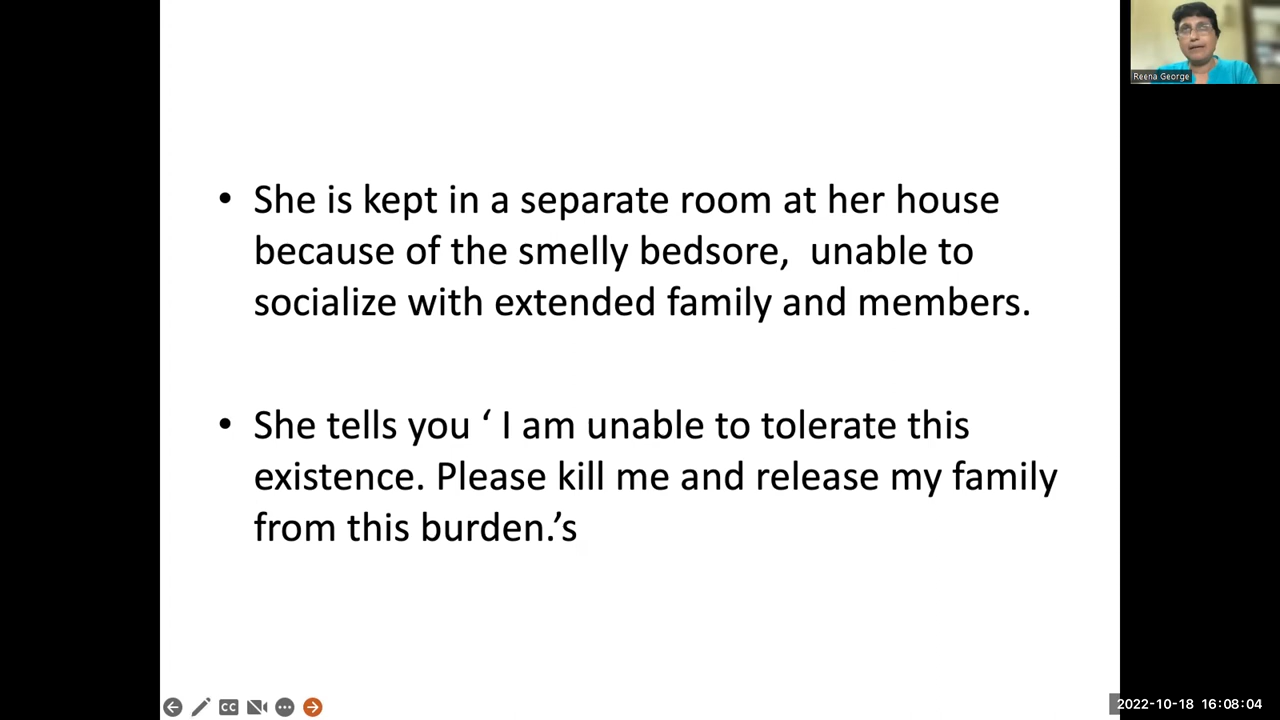 Reena George
• She is kept in a separate room at her house
because of the smelly bedsore,  unable to
socialize with extended family and members.
• She tells you ‘ I am unable to tolerate this
existence. Please kill me and release my family
from this burden.’s
CC
2022-10-18 16:08:04